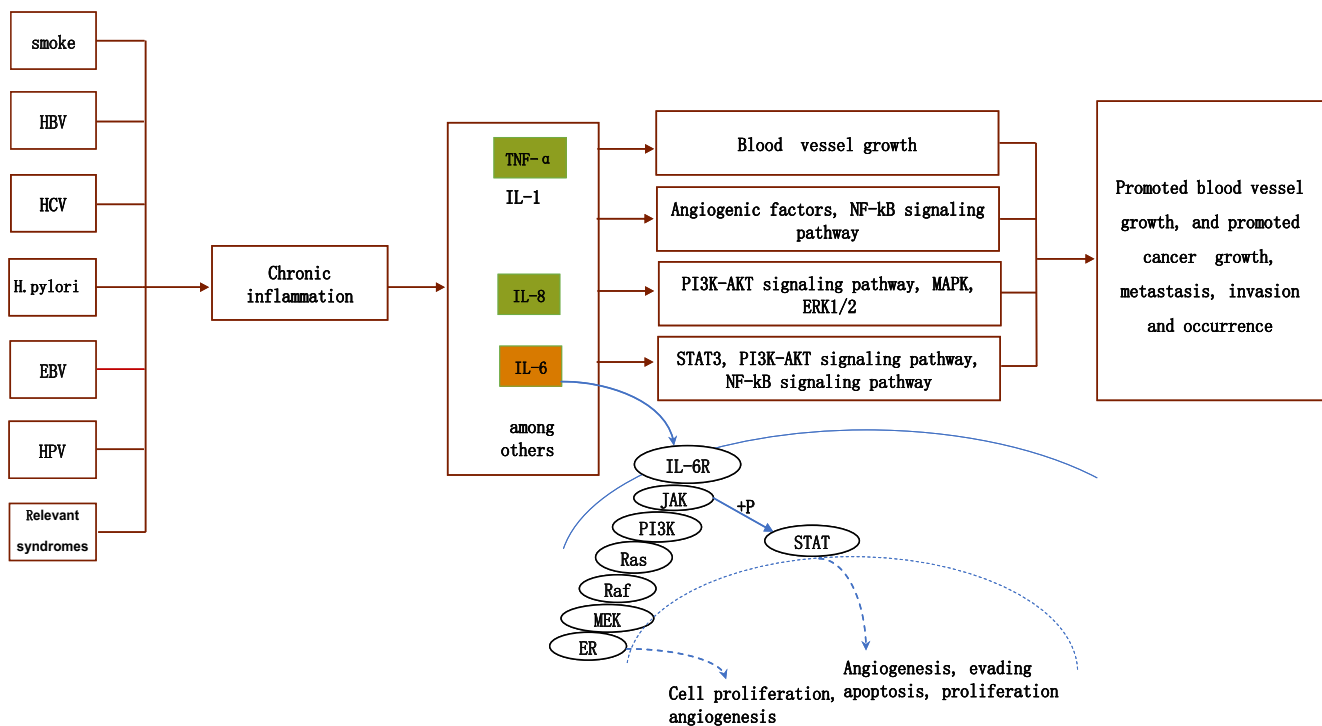 smoke
HBV
HCV
H.pylori
EBV
HPV
Relevant
syndromes
Chronic
inflammation
TNF-α
IL-1
IL-8
IL-6
among
others
Blood vessel growth
Angiogenic factors, NF-kB signaling
pathway
PI3K-AKT signaling pathway, MAPK,
ERK1/2
STAT3, PI3K-AKT signaling pathway,
NF-kB signaling pathway
Promoted blood vessel
growth, and promoted
cancer growth,
metastasis, invasion
and occurrence
IL-6R
JAK
+P
PI3K
STAT
Ras
Raf
MEK
ER
Angiogenesis, evading
apoptosis, proliferation
Cell proliferation,
angiogenesis